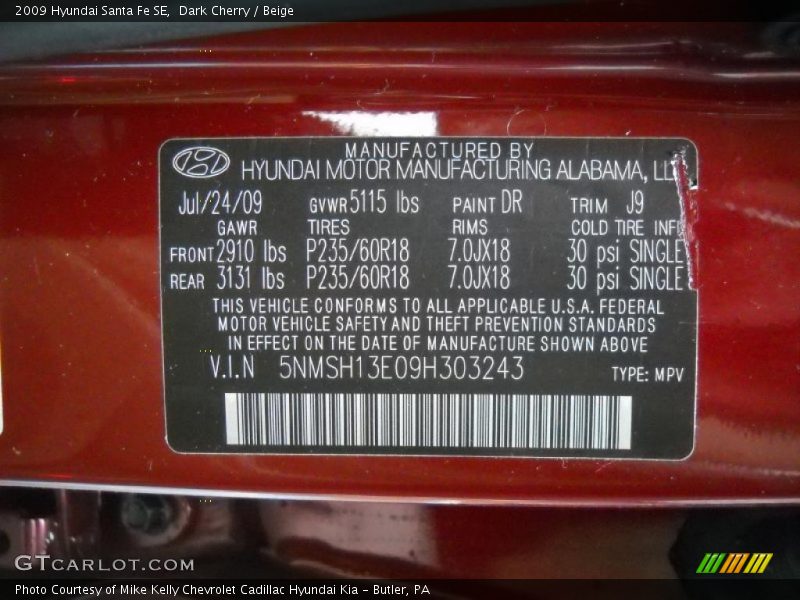 2009 Hyundai Santa Fe SE,  Dark Cherry / Beige
MANUFACTURED BY
HYUNDAI MOTOR MANUFACTURING ALABAMA,
Jul/24/09 GVWR 5115 lbs PAINT DR TRIM J9
GAWR TIRES RIMS COLD TIRE INF
FRONT 2910 lbs P235/60R18 7.0JX18 30 psi SINGLE
REAR 3131 lbs P235/60R18 7.0JX18 30 psi SINGLE
THIS VEHICLE CONFORMS TO ALL APPLICABLE U.S.A. FEDERAL
MOTOR VEHICLE SAFETY AND THEFT PREVENTION STANDARDS
IN EFFECT ON THE DATE OF MANUFACTURE SHOWN ABOVE
V.I.N 5NMSH13E09H303243 TYPE: MPV
GTCARLOT.COM
Photo Courtesy of Mike Kelly Chevrolet Cadillac Hyundai Kia – Butler, PA